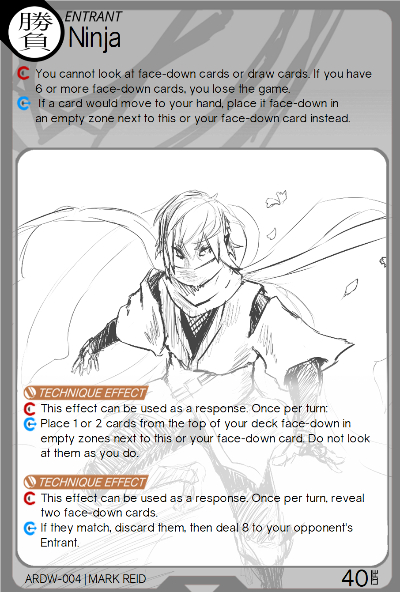 勝
負
ENTRANT
Ninja
You cannot look at face-down cards or draw cards. If you have
6 or more face-down cards, you lose the game.
If a card would move to your hand, place it face-down in
an empty zone next to this or your face-down card instead.
TECHNIQUE EFFECT
This effect can be used as a response. Once per turn:
Place 1 or 2 cards from the top of your deck face-down in
empty zones next to this or your face-down card. Do not look
at them as you do.
TECHNIQUE EFFECT
This effect can be used as a response. Once per turn, reveal
two face-down cards.
If they match, discard them, then deal 8 to your opponent's
Entrant.
ARDW-004 | MARK REID
40 LIFE